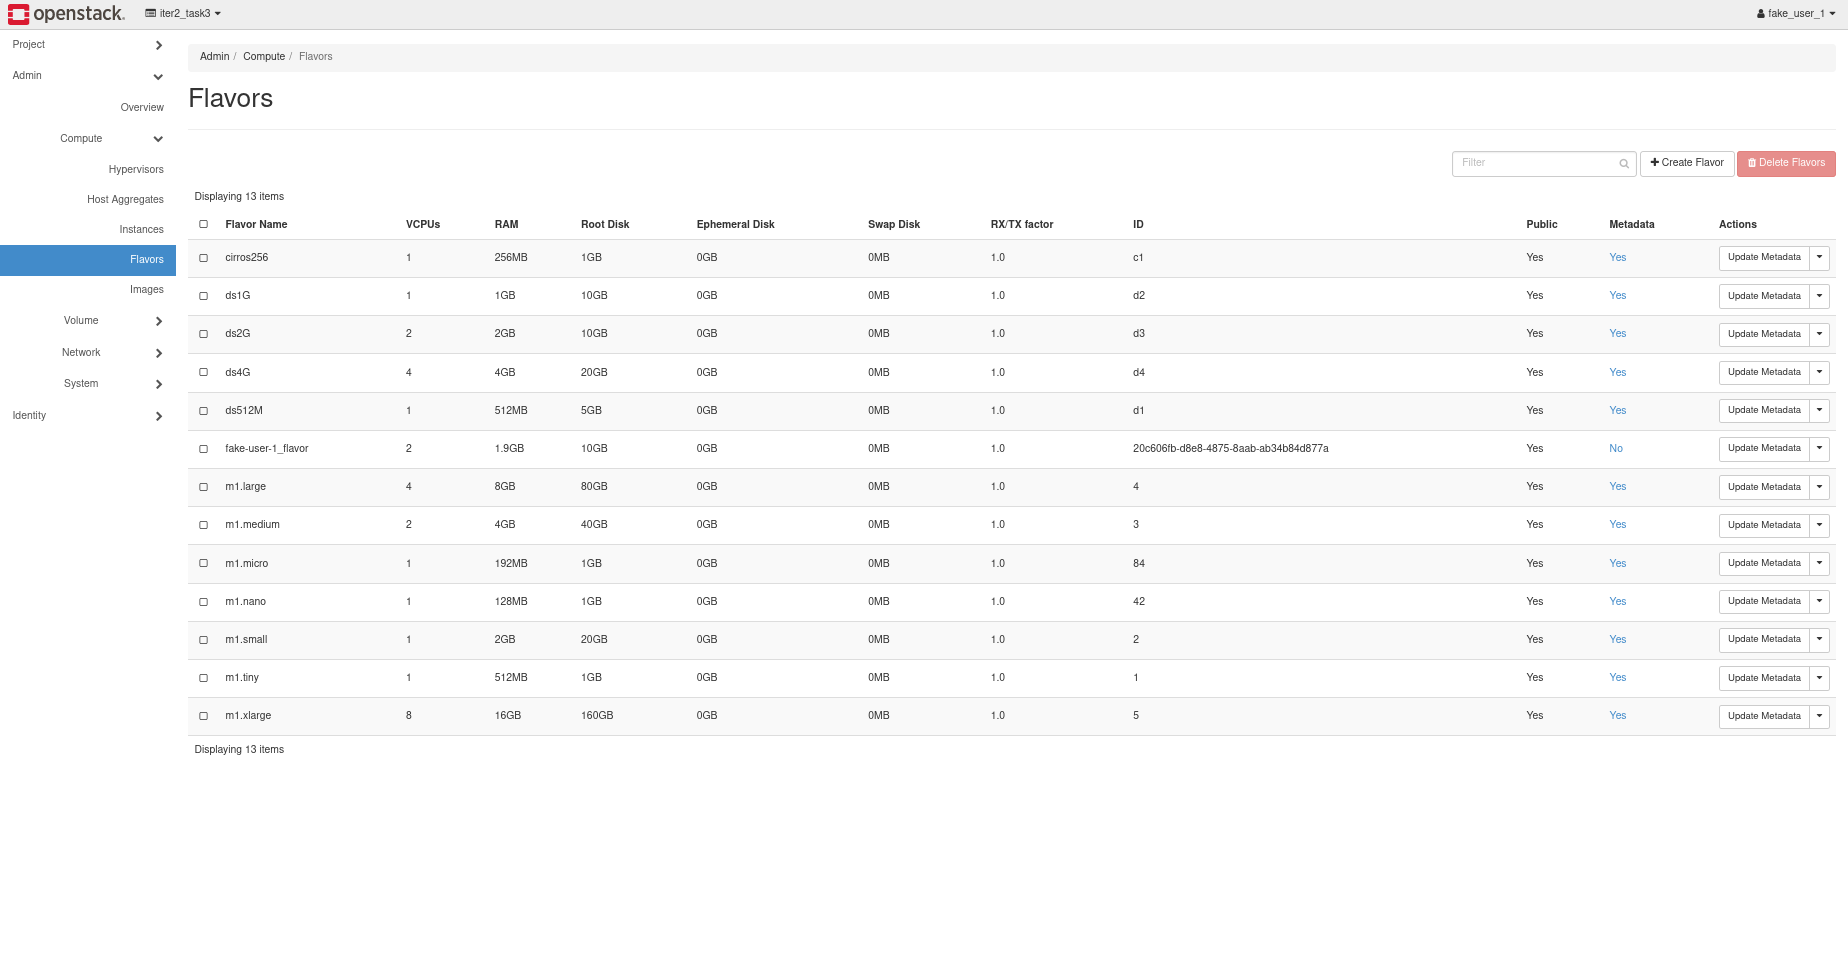 openstack. iter2_task3 fake_user_1
Project
Admin
Overview
Compute
Hypervisors
Host Aggregates
Instances
Flavors
Images
Volume
Network
System
Identity
Admin / Compute / Flavors
Flavors
Filter Create Flavor Delete Flavors
Displaying 13 items
Flavor Name VCPUs RAM Root Disk Ephemeral Disk Swap Disk RX/TX factor ID Public Metadata Actions
cirros256 1 256MB 1GB 0GB 0MB 1.0 c1 Yes Yes Update Metadata
ds1G 1 1GB 10GB 0GB 0MB 1.0 d2 Yes Yes Update Metadata
ds2G 2 2GB 10GB 0GB 0MB 1.0 d3 Yes Yes Update Metadata
ds4G 4 4GB 20GB 0GB 0MB 1.0 d4 Yes Yes Update Metadata
ds512M 1 512MB 5GB 0GB 0MB 1.0 d1 Yes Yes Update Metadata
fake-user-1_flavor 2 1.9GB 10GB 0GB 0MB 1.0 20c606fb-d8e8-4875-8aab-ab34b84d877a Yes No Update Metadata
m1.large 4 8GB 80GB 0GB 0MB 1.0 4 Yes Yes Update Metadata
m1.medium 2 4GB 40GB 0GB 0MB 1.0 3 Yes Yes Update Metadata
m1.micro 1 192MB 1GB 0GB 0MB 1.0 84 Yes Yes Update Metadata
m1.nano 1 128MB 1GB 0GB 0MB 1.0 42 Yes Yes Update Metadata
m1.small 1 2GB 20GB 0GB 0MB 1.0 2 Yes Yes Update Metadata
m1.tiny 1 512MB 1GB 0GB 0MB 1.0 1 Yes Yes Update Metadata
m1.xlarge 8 16GB 160GB 0GB 0MB 1.0 5 Yes Yes Update Metadata
Displaying 13 items